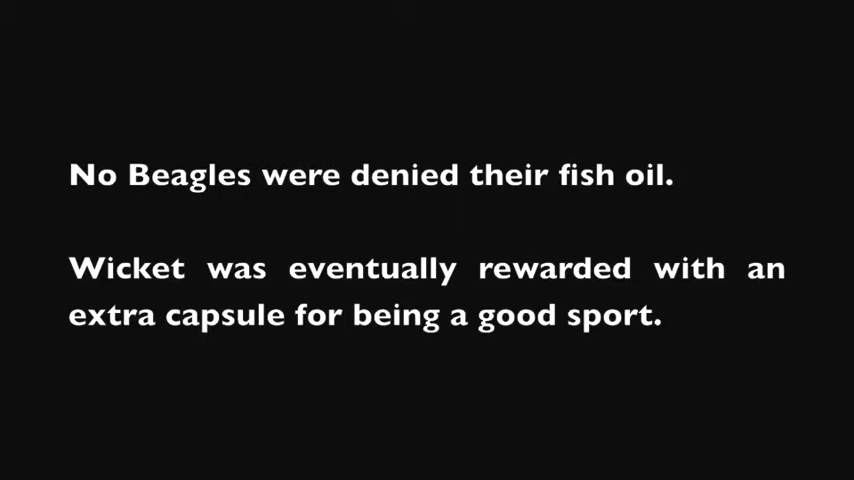 No Beagles were denied their fish oil.
Wicket was eventually rewarded with an
extra capsule for being a good sport.